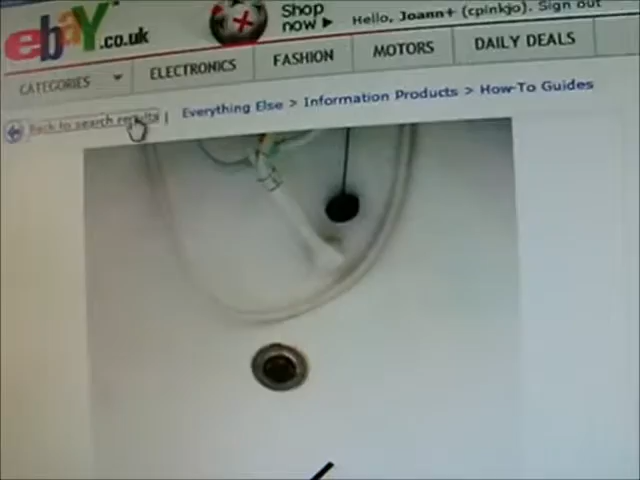 ebay.co.uk
Shop now ▶
Hello, Joann+ (cpinkjo). Sign out
CATEGORIES ELECTRONICS FASHION MOTORS DAILY DEALS
Back to search results | Everything Else > Information Products > How-To Guides